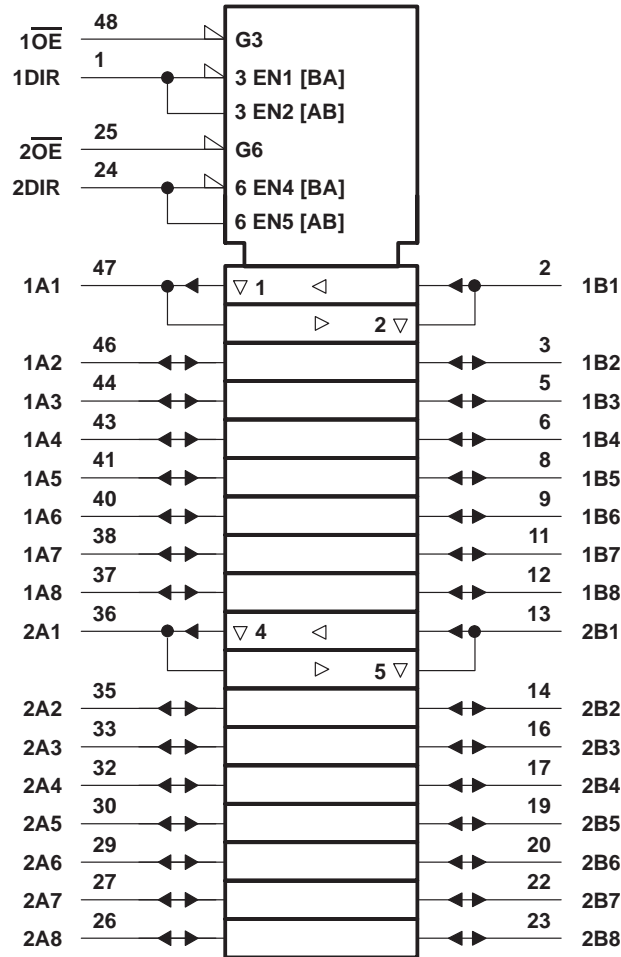 1O̅E̅ 48 G3
1DIR 1 3 EN1 [BA]
3 EN2 [AB]
2O̅E̅ 25 G6
2DIR 24 6 EN4 [BA]
6 EN5 [AB]
1A1 47 ▽ 1 ◁ 2 1B1
▷ 2 ▽
1A2 46 3 1B2
1A3 44 5 1B3
1A4 43 6 1B4
1A5 41 8 1B5
1A6 40 9 1B6
1A7 38 11 1B7
1A8 37 12 1B8
2A1 36 ▽ 4 ◁ 13 2B1
▷ 5 ▽
2A2 35 14 2B2
2A3 33 16 2B3
2A4 32 17 2B4
2A5 30 19 2B5
2A6 29 20 2B6
2A7 27 22 2B7
2A8 26 23 2B8